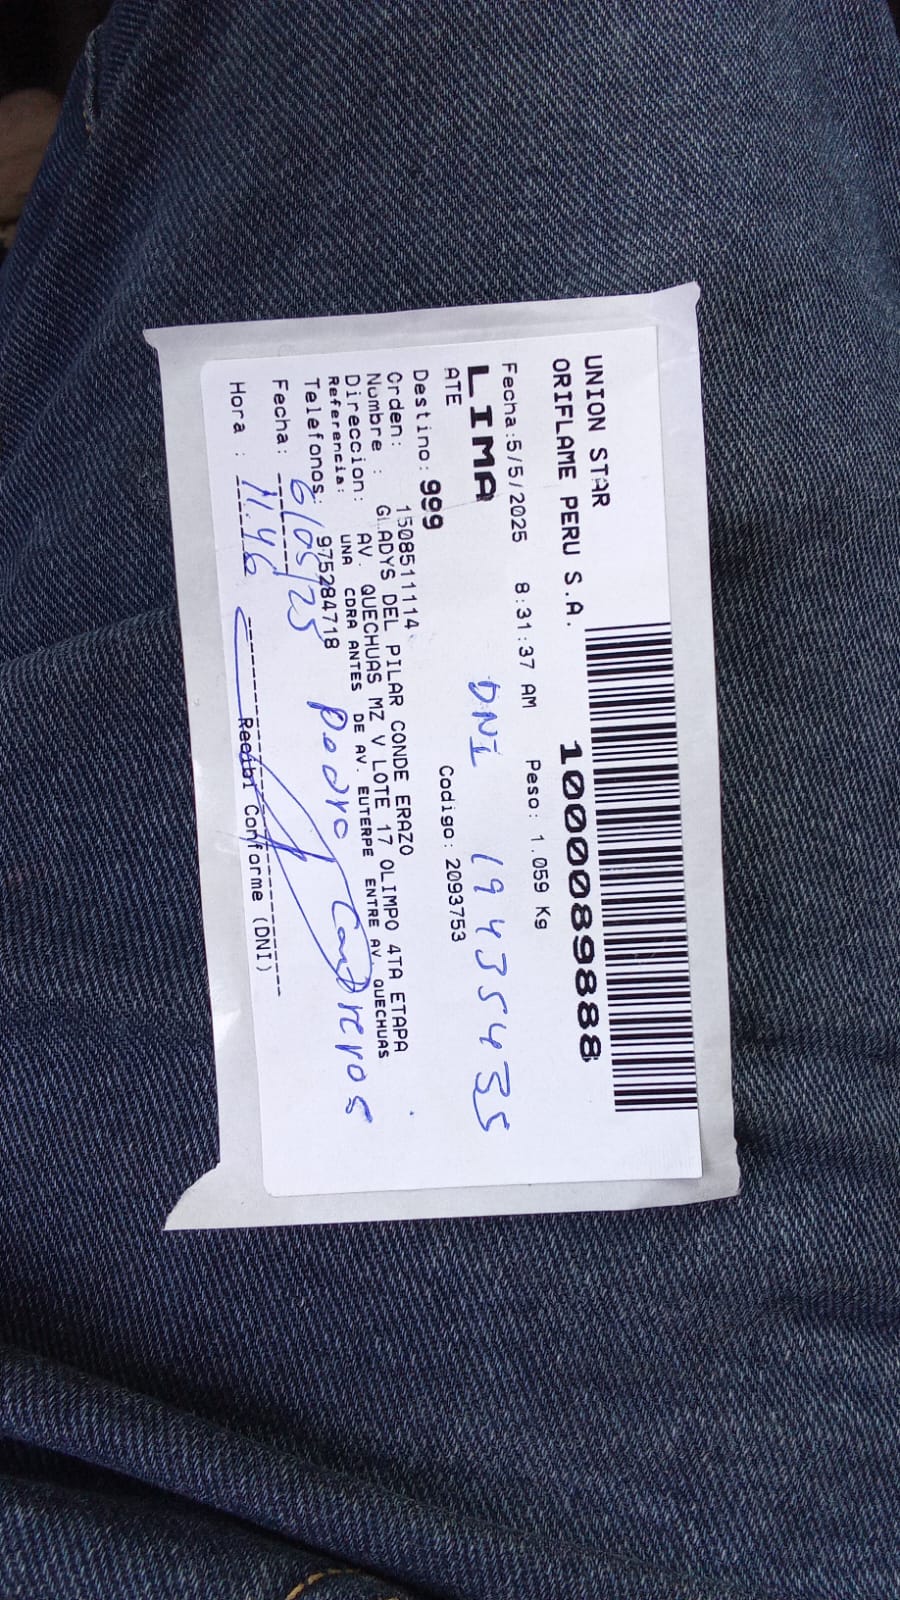 UNION STAR
ORIFLAME PERU S.A.
10000089888
Fecha:5/5/2025 8:31:37 AM Peso: 1.059 Kg
LIMA
DNI 19435435
ATE Codigo: 2093753
Destino: 999
Orden: 1508511114
Nombre : GLADYS DEL PILAR CONDE ERAZO
Direccion: AV. QUECHUAS MZ V LOTE 17 OLIMPO 4TA ETAPA
Referencia: UNA CDRA ANTES DE AV. EUTERPE ENTRE AV. QUECHUAS
Telefonos: 975284718
Pedro Contreros
Fecha: 6/05/25
Hora : 11:46
Recibi Conforme (DNI)